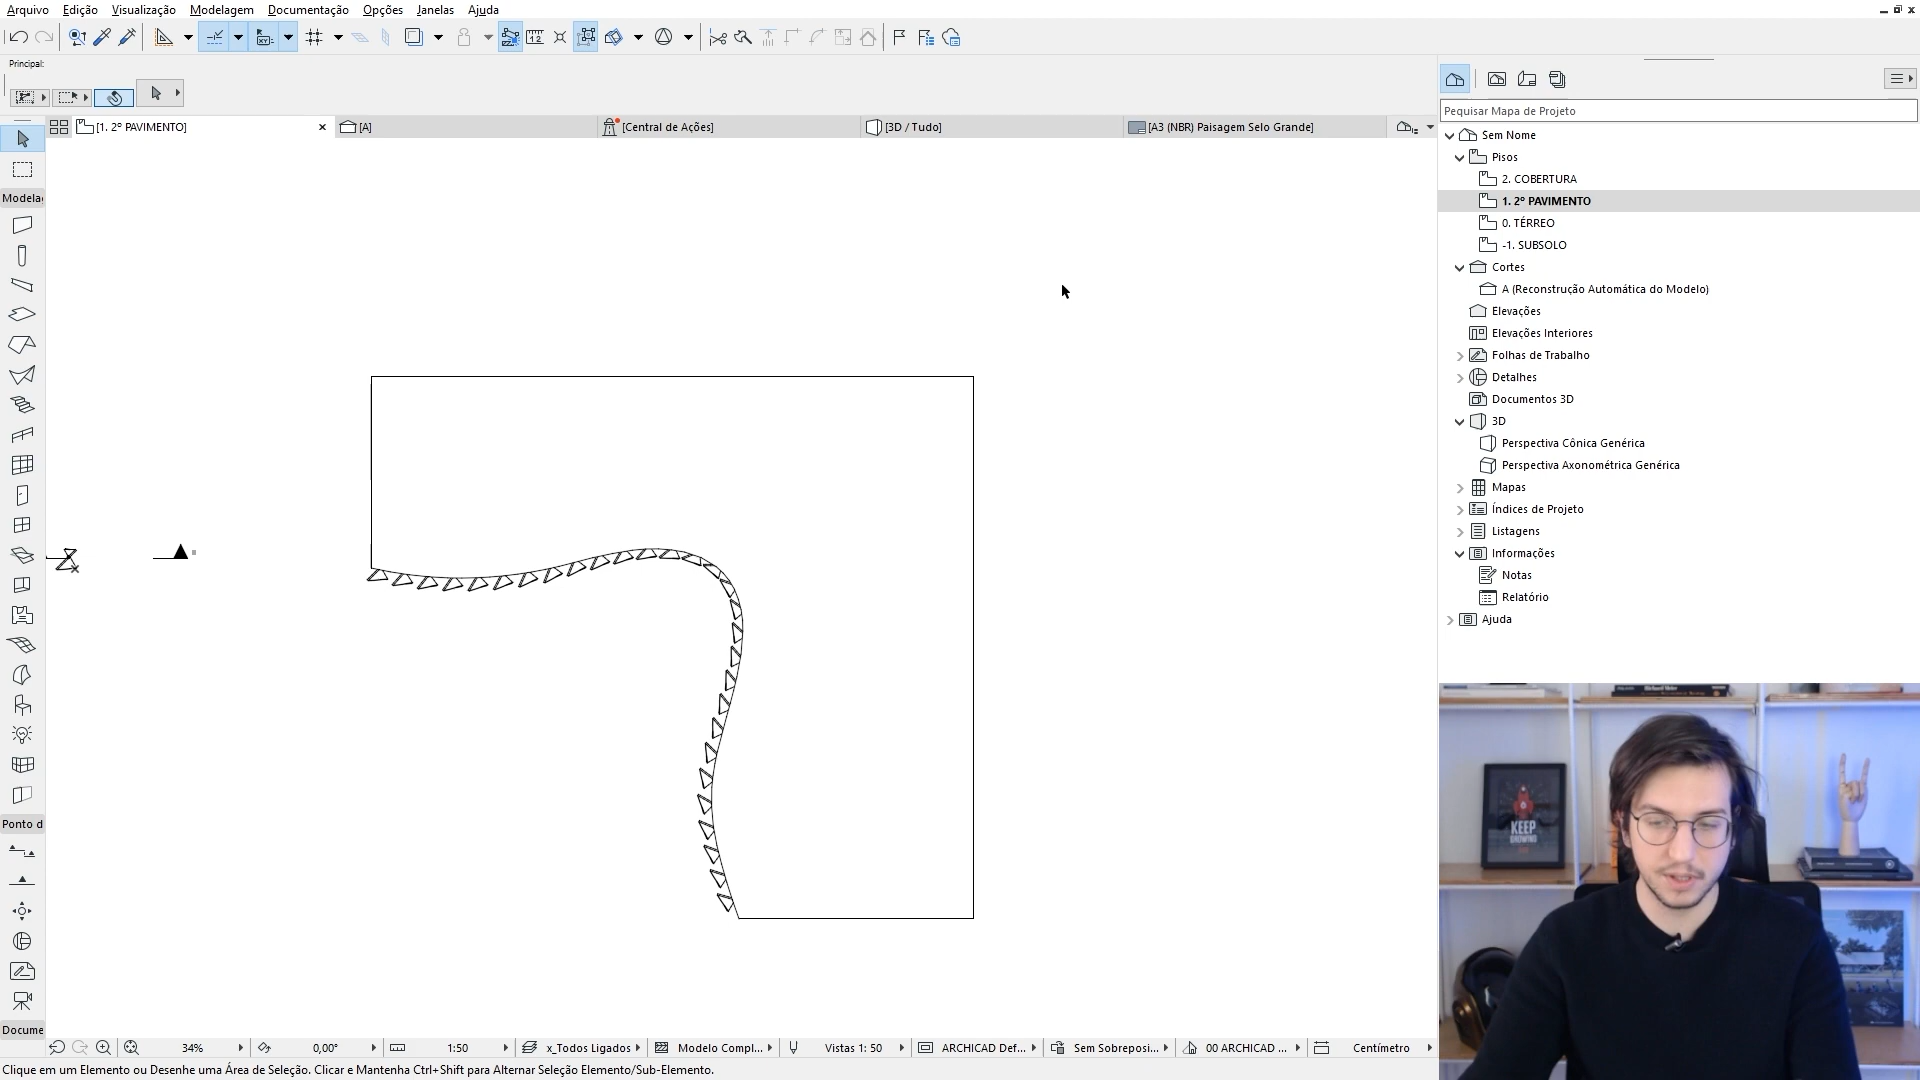 Arquivo Edição Visualização Modelagem Documentação Opções Janelas Ajuda
Principal:
[1. 2º PAVIMENTO]
[A]
[Central de Ações]
[3D / Tudo]
[A3 (NBR) Paisagem Selo Grande]
Modelaç
Ponto d
Docume
Pequisar Mapa de Projeto
Sem Nome
Pisos
2. COBERTURA
1. 2º PAVIMENTO
0. TÉRREO
-1. SUBSOLO
Cortes
A (Reconstrução Automática do Modelo)
Elevações
Elevações Interiores
Folhas de Trabalho
Detalhes
Documentos 3D
3D
Perspectiva Cônica Genérica
Perspectiva Axonométrica Genérica
Mapas
Índices de Projeto
Listagens
Informações
Notas
Relatório
Ajuda
KEEP
GROWING
34% 0,00° 1:50 x_Todos Ligados Modelo Compl... Vistas 1: 50 ARCHICAD Def... Sem Sobreposi... 00 ARCHICAD ... Centímetro
Clique em um Elemento ou Desenhe uma Área de Seleção. Clicar e Mantenha Ctrl+Shift para Alternar Seleção Elemento/Sub-Elemento.